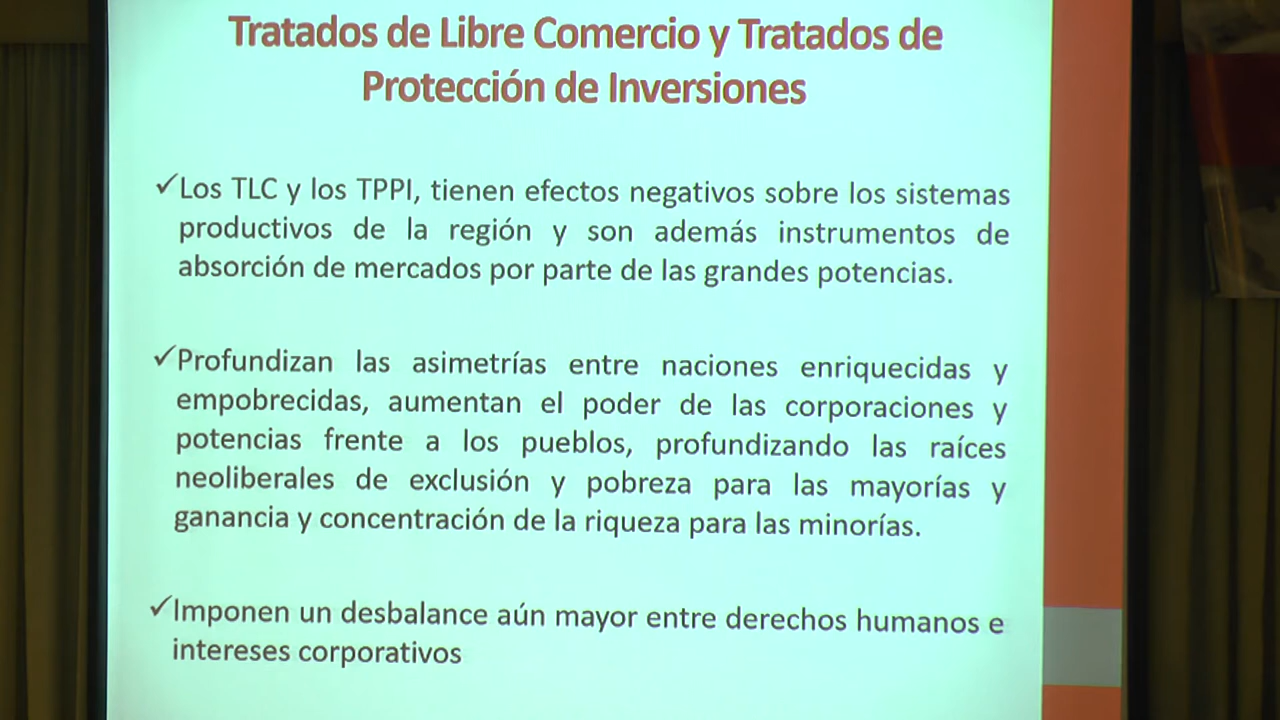 Tratados de Libre Comercio y Tratados de
Protección de Inversiones
✓Los TLC y los TPPI, tienen efectos negativos sobre los sistemas
productivos de la región y son además instrumentos de
absorción de mercados por parte de las grandes potencias.
✓Profundizan las asimetrías entre naciones enriquecidas y
empobrecidas, aumentan el poder de las corporaciones y
potencias frente a los pueblos, profundizando las raíces
neoliberales de exclusión y pobreza para las mayorías y
ganancia y concentración de la riqueza para las minorías.
✓Imponen un desbalance aún mayor entre derechos humanos e
intereses corporativos